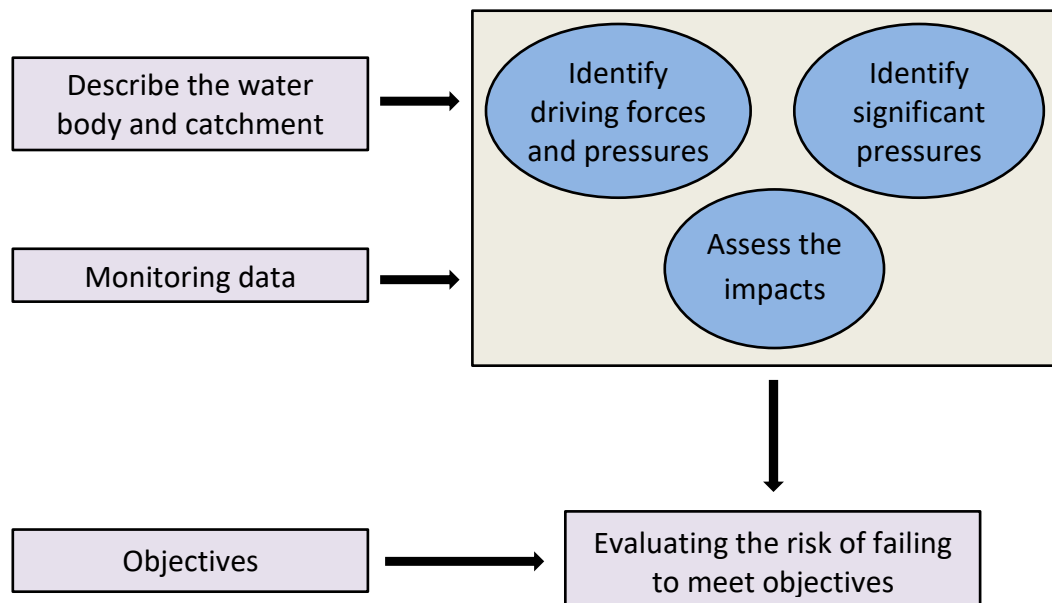 Describe the water
body and catchment
Identify
driving forces
and pressures
Identify
significant
pressures
Monitoring data
Assess the
impacts
Objectives
Evaluating the risk of failing
to meet objectives